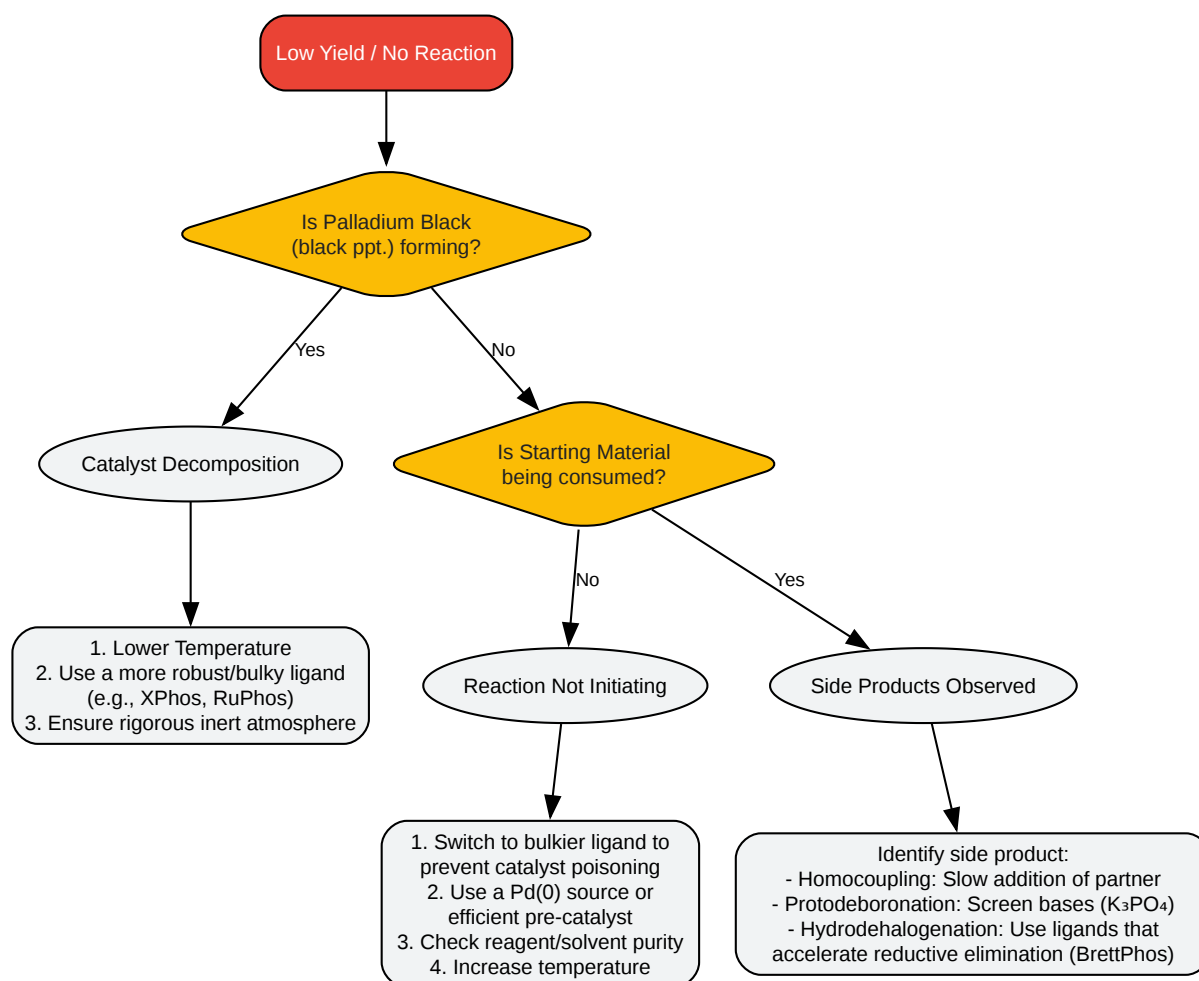 Low Yield / No Reaction
Is Palladium Black
(black ppt.) forming?
Yes
No
Catalyst Decomposition
Is Starting Material
being consumed?
No
Yes
1. Lower Temperature
2. Use a more robust/bulky ligand
(e.g., XPhos, RuPhos)
3. Ensure rigorous inert atmosphere
Reaction Not Initiating
Side Products Observed
1. Switch to bulkier ligand to
prevent catalyst poisoning
2. Use a Pd(0) source or
efficient pre-catalyst
3. Check reagent/solvent purity
4. Increase temperature
Identify side product:
- Homocoupling: Slow addition of partner
- Protodeboronation: Screen bases (K₃PO₄)
- Hydrodehalogenation: Use ligands that
accelerate reductive elimination (BrettPhos)